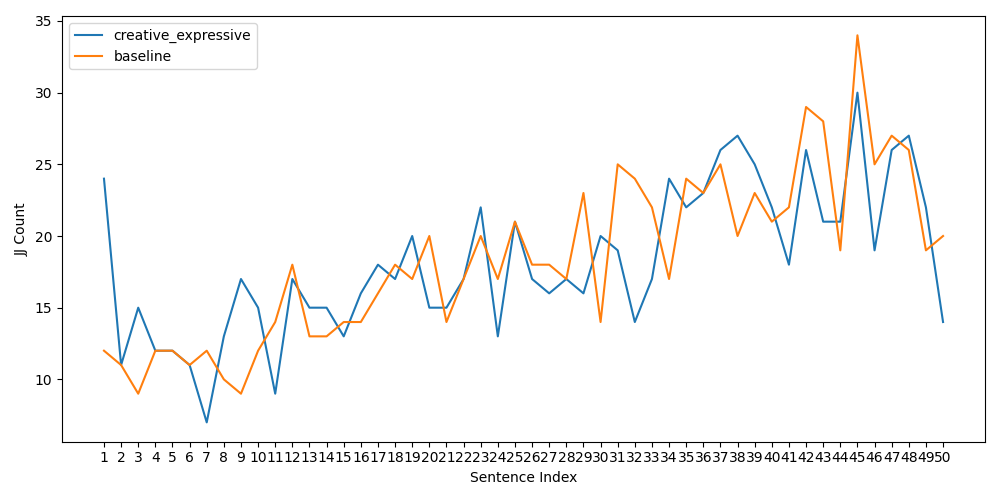 creative_expressive
baseline
35
30
25
20
15
10
JJ Count
1 2 3 4 5 6 7 8 9 10 11 12 13 14 15 16 17 18 19 20 21 22 23 24 25 26 27 28 29 30 31 32 33 34 35 36 37 38 39 40 41 42 43 44 45 46 47 48 49 50
Sentence Index